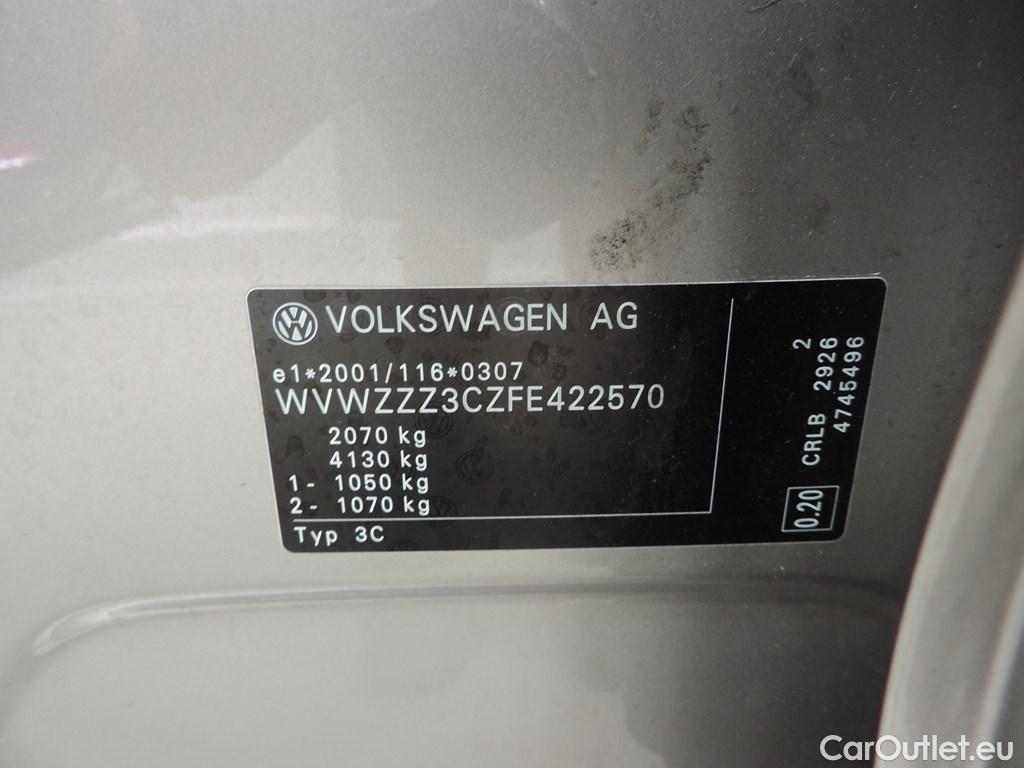 VOLKSWAGEN AG
e1*2001/116*0307
WVWZZZ3CZFE422570
2070 kg
4130 kg
1- 1050 kg
2- 1070 kg
Typ 3C
2
CRLB 2926
4745496
0.20
CarOutlet.eu